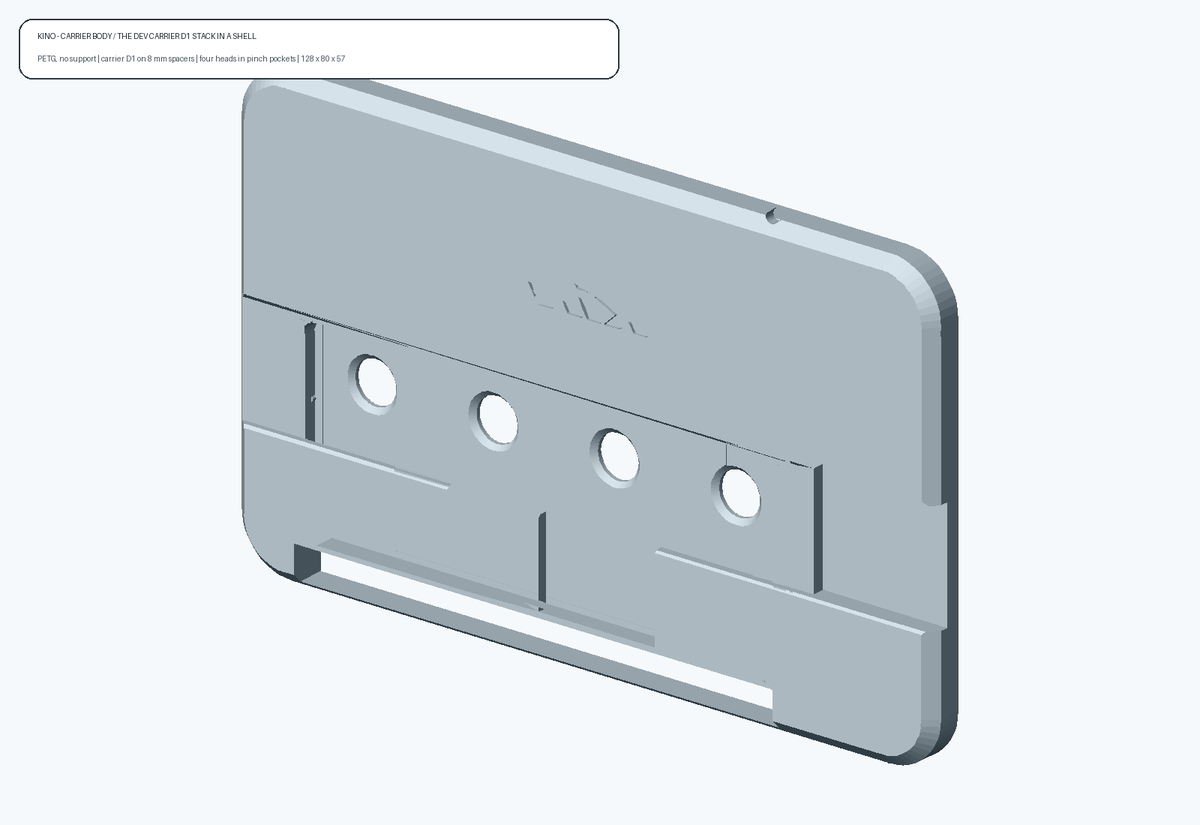 KINO - CARRIER BODY / THE DEV CARRIER D1 STACK IN A SHELL
PETG, no support | carrier D1 on 8 mm spacers | four heads in pinch pockets | 128 x 80 x 57